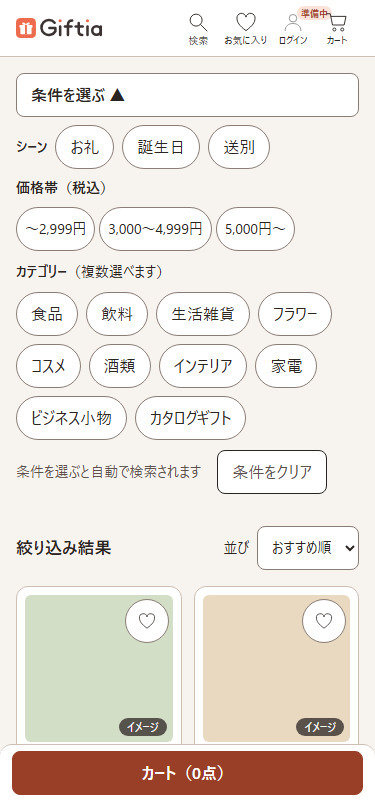 Giftia
検索
お気に入り
準備中
ログイン
カート
条件を選ぶ ▲
シーン お礼 誕生日 送別
価格帯（税込）
〜2,999円 3,000〜4,999円 5,000円〜
カテゴリー（複数選べます）
食品 飲料 生活雑貨 フラワー
コスメ 酒類 インテリア 家電
ビジネス小物 カタログギフト
条件を選ぶと自動で検索されます 条件をクリア
絞り込み結果 並び おすすめ順
イメージ イメージ
カート（0点）